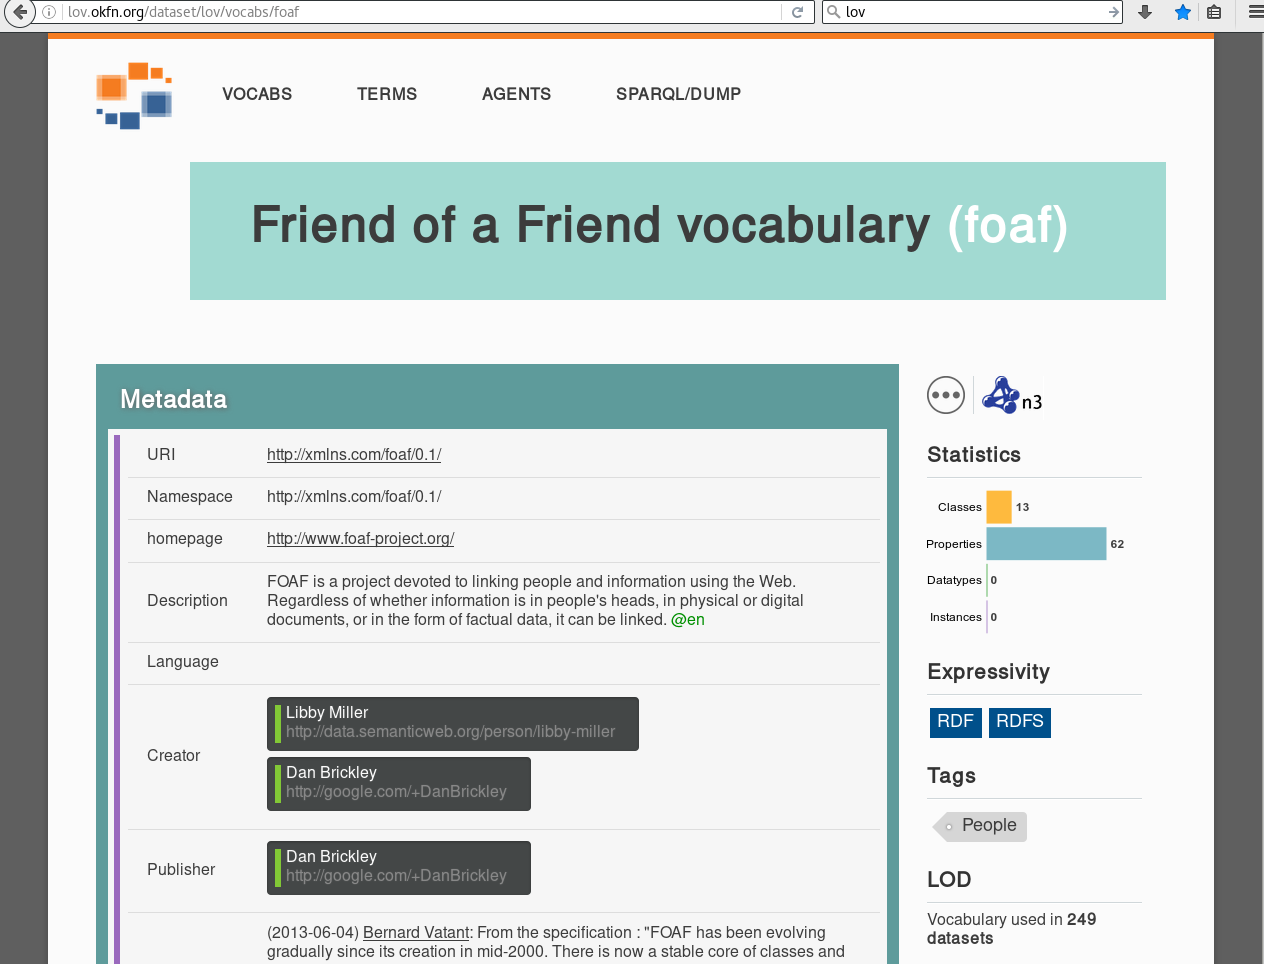 lov.okfn.org/dataset/lov/vocabs/foaf
lov
VOCABS TERMS AGENTS SPARQL/DUMP
Friend of a Friend vocabulary (foaf)
Metadata
URI http://xmlns.com/foaf/0.1/
Namespace http://xmlns.com/foaf/0.1/
homepage http://www.foaf-project.org/
Description
FOAF is a project devoted to linking people and information using the Web.
Regardless of whether information is in people's heads, in physical or digital
documents, or in the form of factual data, it can be linked. @en
Language
Creator
Libby Miller
http://data.semanticweb.org/person/libby-miller
Dan Brickley
http://google.com/+DanBrickley
Publisher
Dan Brickley
http://google.com/+DanBrickley
(2013-06-04) Bernard Vatant: From the specification : "FOAF has been evolving
gradually since its creation in mid-2000. There is now a stable core of classes and
n3
Statistics
Classes 13
Properties 62
Datatypes 0
Instances 0
Expressivity
RDF RDFS
Tags
People
LOD
Vocabulary used in 249
datasets